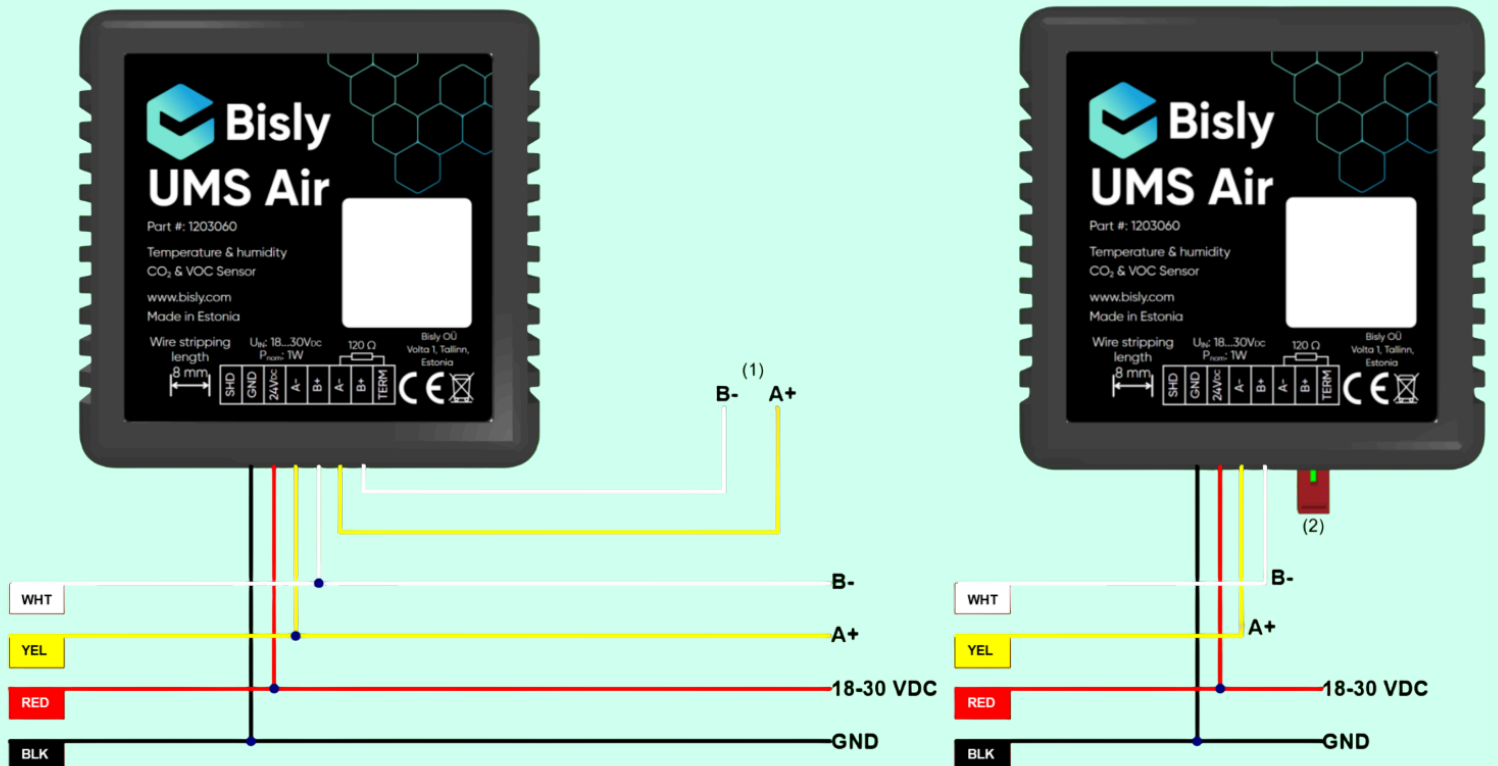 Bisly
UMS Air
Part #: 1203060
Temperature & humidity
CO₂ & VOC Sensor
www.bisly.com
Made in Estonia
Wire stripping
length
8 mm
U_IN: 18...30VDC
P_nom: 1W
120 Ω
Bisly OÜ
Volta 1, Tallinn,
Estonia
SHD GND 24VDC A- B+ A- B+ TERM
CE
(1)
B- A+
WHT
B-
YEL
A+
RED
18-30 VDC
BLK
GND
Bisly
UMS Air
Part #: 1203060
Temperature & humidity
CO₂ & VOC Sensor
www.bisly.com
Made in Estonia
Wire stripping
length
8 mm
U_IN: 18...30VDC
P_nom: 1W
120 Ω
Bisly OÜ
Volta 1, Tallinn,
Estonia
SHD GND 24VDC A- B+ A- B+ TERM
CE
(2)
WHT
B-
YEL
A+
RED
18-30 VDC
BLK
GND